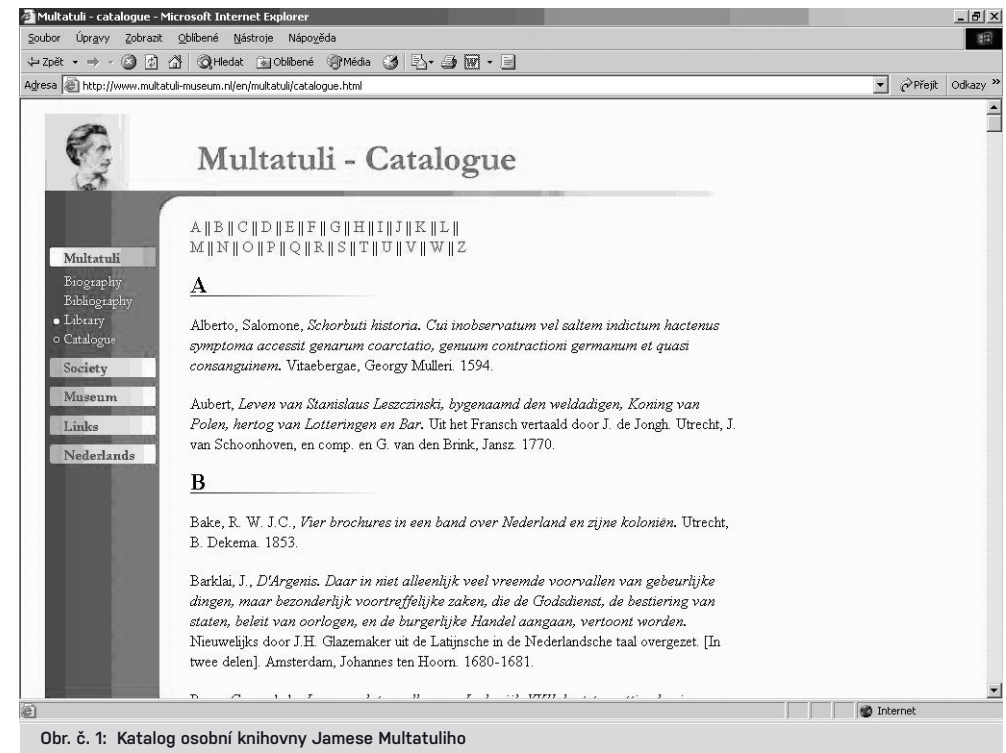 Multatuli - catalogue - Microsoft Internet Explorer
Soubor Úpravy Zobrazit Oblíbené Nástroje Nápověda
Zpět Hledat Oblíbené Média
Adresa http://www.multatuli-museum.nl/en/multatuli/catalogue.html Přejít Odkazy »
Multatuli - Catalogue
A || B || C || D || E || F || G || H || I || J || K || L ||
M || N || O || P || Q || R || S || T || U || V || W || Z
Multatuli
Biography
Bibliography
Library
Catalogue
Society
Museum
Links
Nederlands
A
Alberto, Salomone, Schorbuti historia. Cui inobservatum vel saltem indictum hactenus
symptoma accessit genarum coarctatio, genuum contractioni germanum et quasi
consanguinem. Vitaebergae, Georgy Mulleri. 1594.
Aubert, Leven van Stanislaus Leszczinski, bygenaamd den weldadigen, Koning van
Polen, hertog van Lotteringen en Bar. Uit het Fransch vertaald door J. de Jongh. Utrecht, J.
van Schoonhoven, en comp. en G. van den Brink, Jansz. 1770.
B
Bake, R. W. J.C., Vier brochures in een band over Nederland en zijne koloniën. Utrecht,
B. Dekema. 1853.
Barklai, J., D'Argenis. Daar in niet alleenlijk veel vreemde voorvallen van gebeurlijke
dingen, maar bezonderlijk voortreffelijke zaken, die de Godsdienst, de bestiering van
staten, beleit van oorlogen, en de burgerlijke Handel aangaan, vertoont worden.
Nieuwelijks door J.H. Glazemaker uit de Latijnsche in de Nederlandsche taal overgezet. [In
twee delen]. Amsterdam, Johannes ten Hoorn. 1680-1681.
Internet
Obr. č. 1: Katalog osobní knihovny Jamese Multatuliho